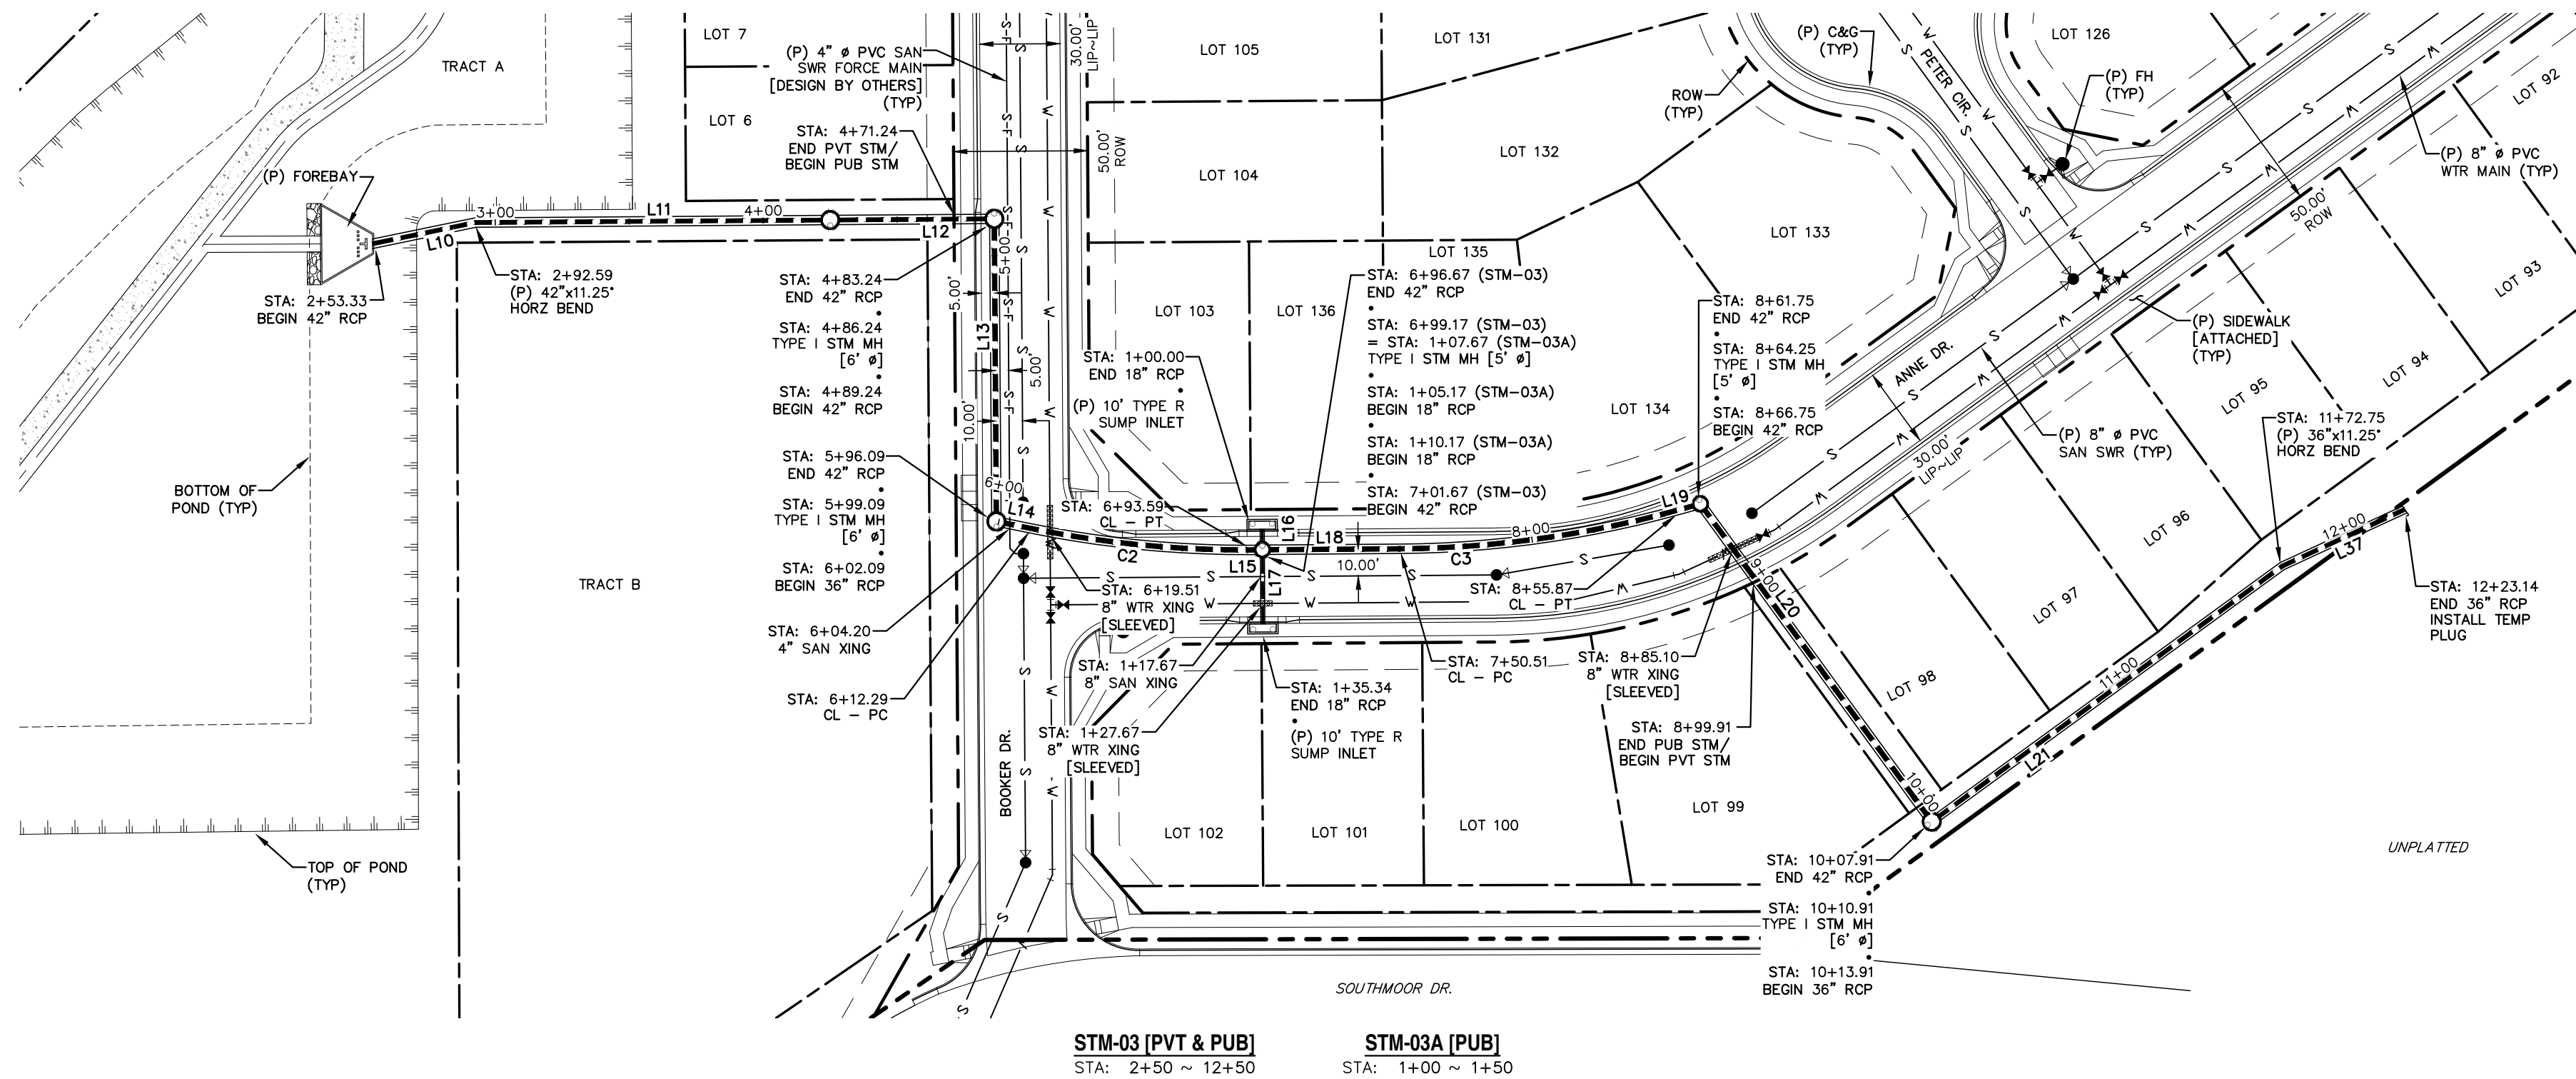 TRACT A
LOT 7
(P) 4" Ø PVC SAN
SWR FORCE MAIN
[DESIGN BY OTHERS]
(TYP)
LOT 6
STA: 4+71.24
END PVT STM/
BEGIN PUB STM
30.00'
LIP~LIP
50.00'
ROW
LOT 105
LOT 131
LOT 104
LOT 132
ROW
(TYP)
(P) C&G
(TYP)
PETER CIR.
LOT 126
(P) FH
(TYP)
LOT 92
(P) 8" Ø PVC
WTR MAIN (TYP)
50.00'
ROW
(P) FOREBAY
3+00
L11
4+00
L10
L12
STA: 2+53.33
BEGIN 42" RCP
STA: 2+92.59
(P) 42"x11.25°
HORZ BEND
STA: 4+83.24
END 42" RCP
•
STA: 4+86.24
TYPE I STM MH
[6' Ø]
•
STA: 4+89.24
BEGIN 42" RCP
5+00
5.00'
L13
5.00'
10.00'
LOT 103
LOT 136
LOT 135
LOT 133
STA: 1+00.00
END 18" RCP
•
(P) 10' TYPE R
SUMP INLET
STA: 6+96.67 (STM-03)
END 42" RCP
•
STA: 6+99.17 (STM-03)
= STA: 1+07.67 (STM-03A)
TYPE I STM MH [5' Ø]
•
STA: 1+05.17 (STM-03A)
BEGIN 18" RCP
•
STA: 1+10.17 (STM-03A)
BEGIN 18" RCP
•
STA: 7+01.67 (STM-03)
BEGIN 42" RCP
LOT 134
STA: 8+61.75
END 42" RCP
•
STA: 8+64.25
TYPE I STM MH
[5' Ø]
•
STA: 8+66.75
BEGIN 42" RCP
ANNE DR.
30.00'
LIP~LIP
(P) SIDEWALK
[ATTACHED]
(TYP)
(P) 8" Ø PVC
SAN SWR (TYP)
LOT 93
LOT 94
LOT 95
LOT 96
LOT 97
LOT 98
STA: 11+72.75
(P) 36"x11.25°
HORZ BEND
12+00
L37
STA: 12+23.14
END 36" RCP
INSTALL TEMP
PLUG
BOTTOM OF
POND (TYP)
STA: 5+96.09
END 42" RCP
•
STA: 5+99.09
TYPE I STM MH
[6' Ø]
•
STA: 6+02.09
BEGIN 36" RCP
STA: 6+04.20
4" SAN XING
STA: 6+12.29
CL – PC
6+00
L14
STA: 6+93.59
CL – PT
C2
L15
L16
L17
L18
10.00'
8+00
C3
L19
STA: 6+19.51
8" WTR XING
[SLEEVED]
STA: 1+17.67
8" SAN XING
STA: 1+27.67
8" WTR XING
[SLEEVED]
STA: 1+35.34
END 18" RCP
•
(P) 10' TYPE R
SUMP INLET
STA: 8+55.87
CL – PT
STA: 7+50.51
CL – PC
STA: 8+85.10
8" WTR XING
[SLEEVED]
STA: 8+99.91
END PUB STM/
BEGIN PVT STM
9+00
L20
10+00
11+00
L21
TRACT B
BOOKER DR.
LOT 102
LOT 101
LOT 100
LOT 99
TOP OF POND
(TYP)
STA: 10+07.91
END 42" RCP
•
STA: 10+10.91
TYPE I STM MH
[6' Ø]
•
STA: 10+13.91
BEGIN 36" RCP
UNPLATTED
SOUTHMOOR DR.
STM-03 [PVT & PUB]
STA: 2+50 ~ 12+50
STM-03A [PUB]
STA: 1+00 ~ 1+50